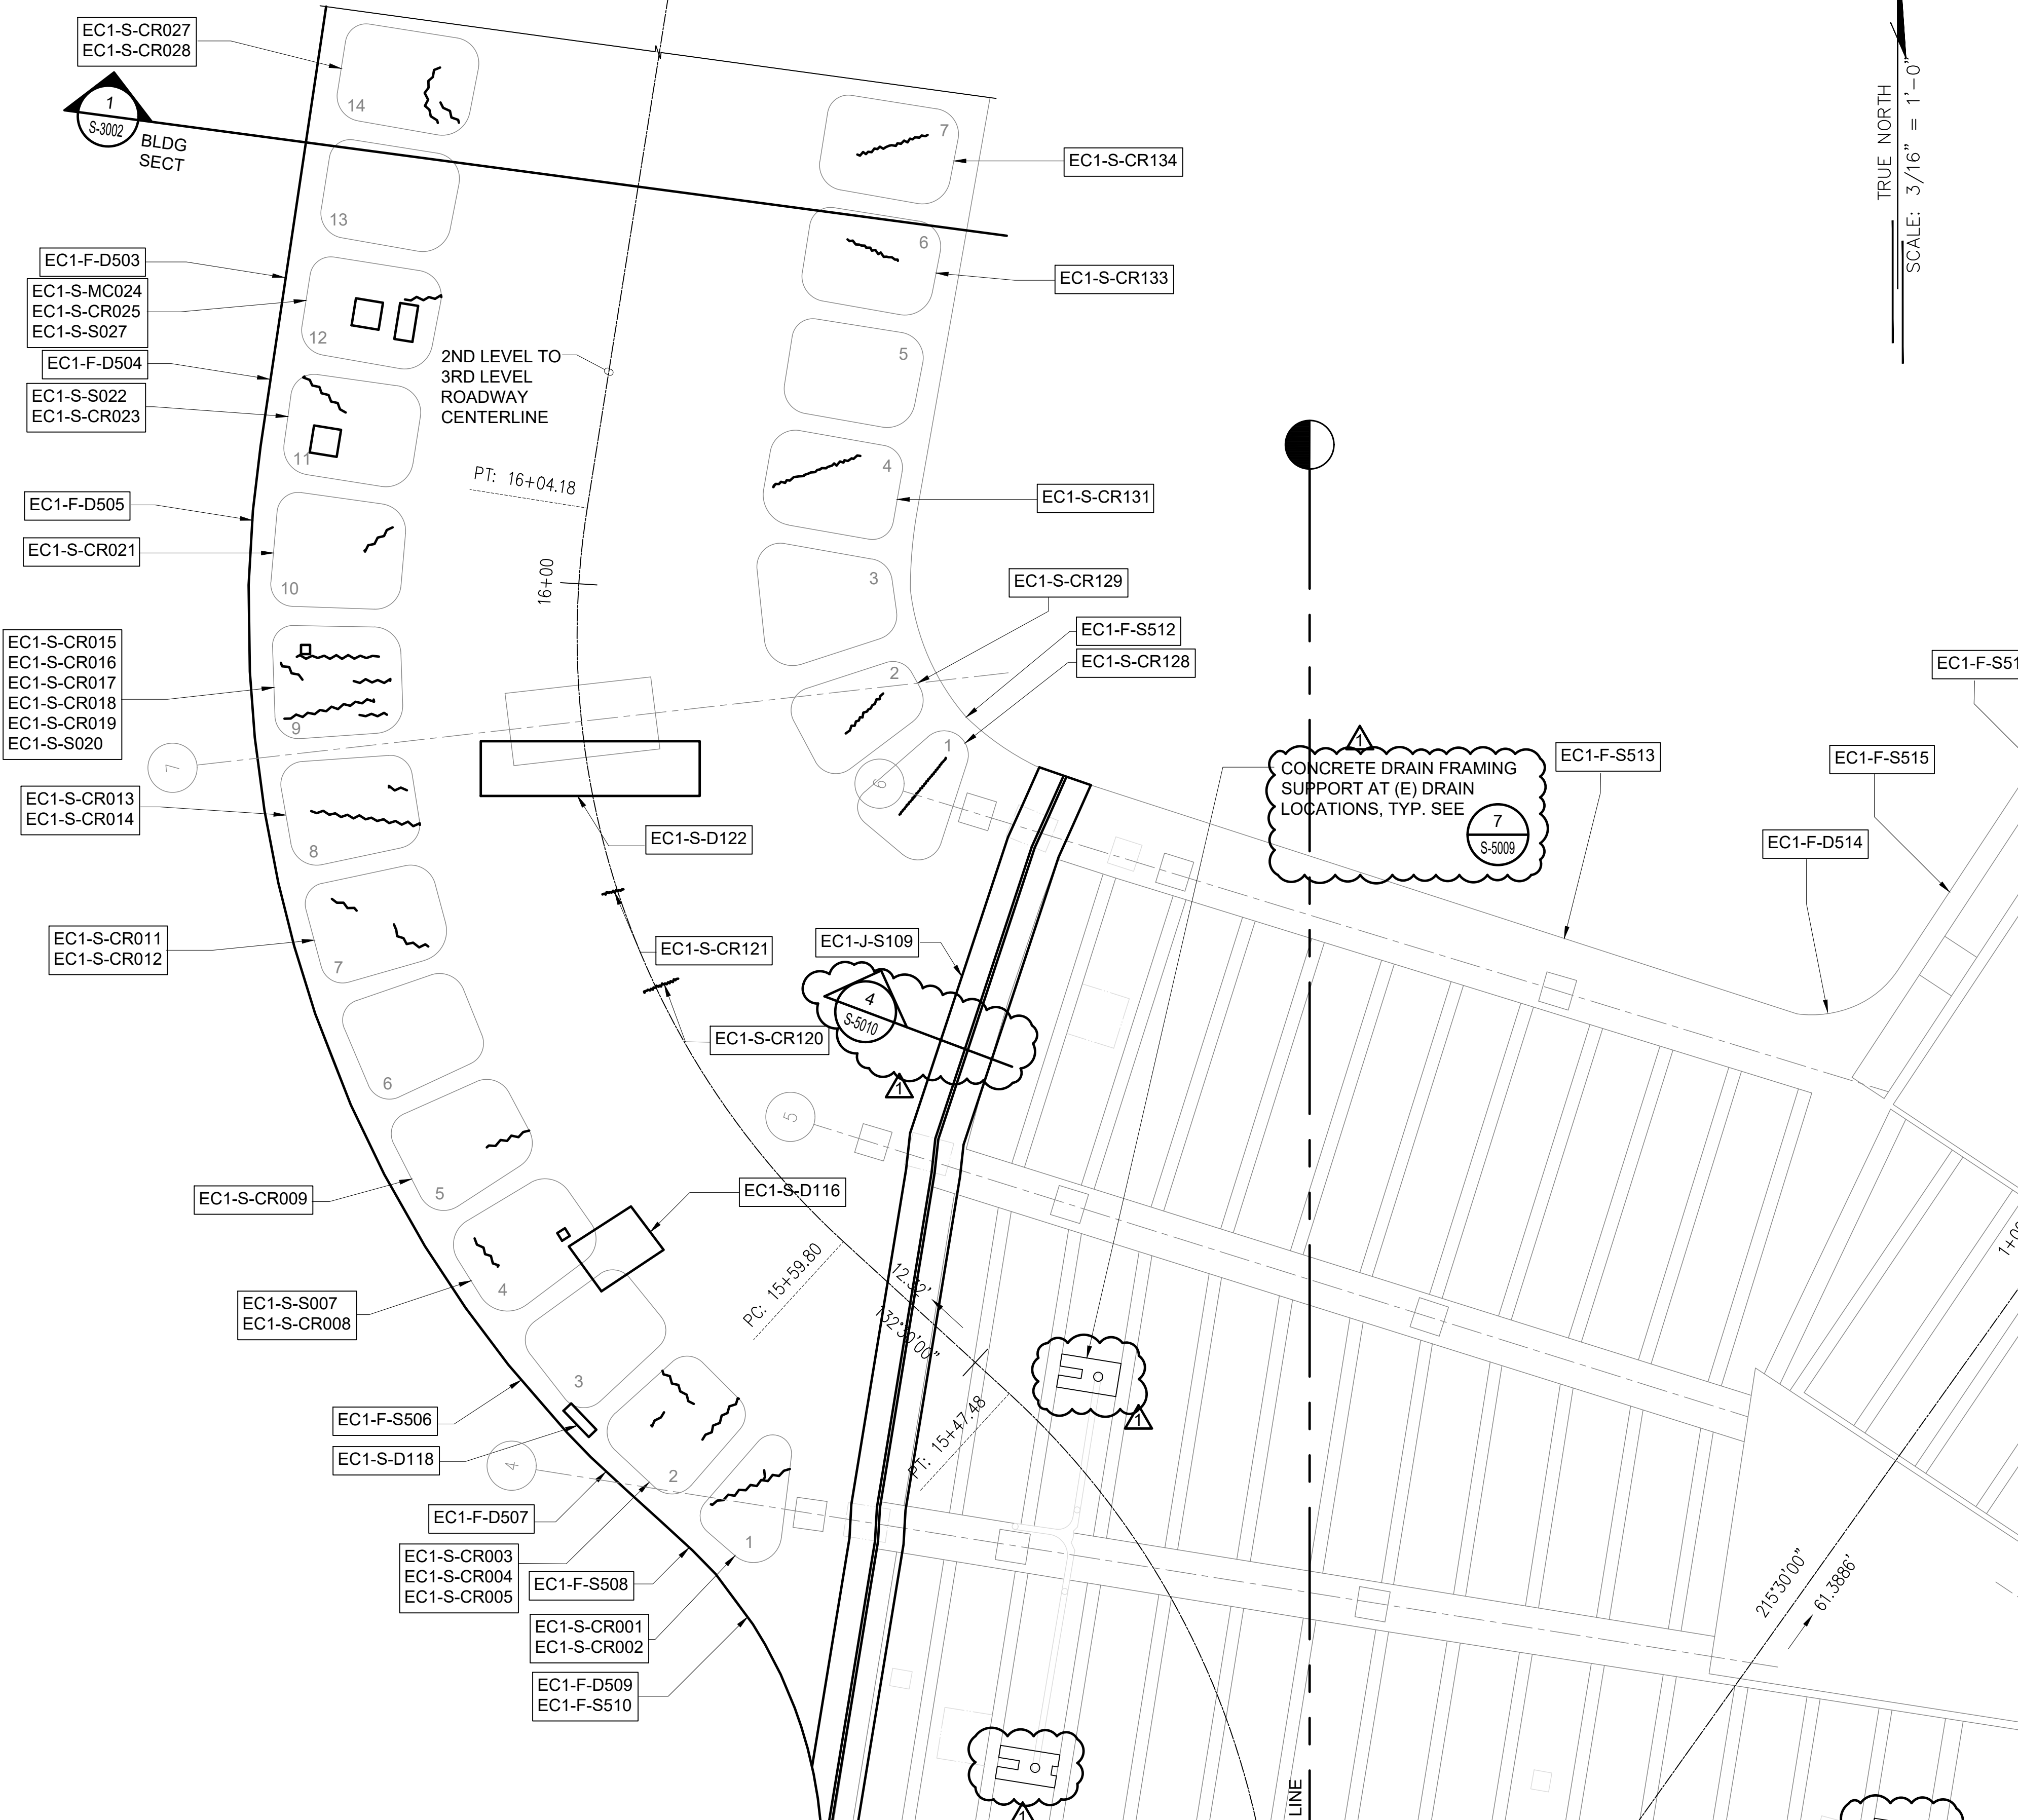 EC1-S-CR027
EC1-S-CR028
1
S-3002
BLDG
SECT
14
13
7
EC1-S-CR134
6
EC1-S-CR133
TRUE NORTH
SCALE: 3/16" = 1'-0"
EC1-F-D503
EC1-S-MC024
EC1-S-CR025
EC1-S-S027
12
EC1-F-D504
EC1-S-S022
EC1-S-CR023
11
2ND LEVEL TO
3RD LEVEL
ROADWAY
CENTERLINE
5
4
EC1-S-CR131
PT: 16+04.18
EC1-F-D505
EC1-S-CR021
10
16+00
3
EC1-S-CR129
EC1-F-S512
EC1-S-CR128
2
1
EC1-S-CR015
EC1-S-CR016
EC1-S-CR017
EC1-S-CR018
EC1-S-CR019
EC1-S-S020
9
7
6
EC1-S-CR013
EC1-S-CR014
8
EC1-S-D122
1
CONCRETE DRAIN FRAMING
SUPPORT AT (E) DRAIN
LOCATIONS, TYP. SEE
7
S-5009
EC1-F-S513
EC1-F-S515
EC1-F-D514
EC1-F-S51
EC1-S-CR011
EC1-S-CR012
7
EC1-S-CR121
EC1-J-S109
4
S-5010
1
EC1-S-CR120
6
5
5
EC1-S-CR009
EC1-S-D116
4
EC1-S-S007
EC1-S-CR008
PC: 15+59.80
12.32'
132°30'00"
PT: 15+47.48
1+0
3
EC1-F-S506
EC1-S-D118
4
2
1
1
EC1-F-D507
EC1-S-CR003
EC1-S-CR004
EC1-S-CR005
EC1-F-S508
EC1-S-CR001
EC1-S-CR002
EC1-F-D509
EC1-F-S510
215°30'00"
61.3886'
LINE
1